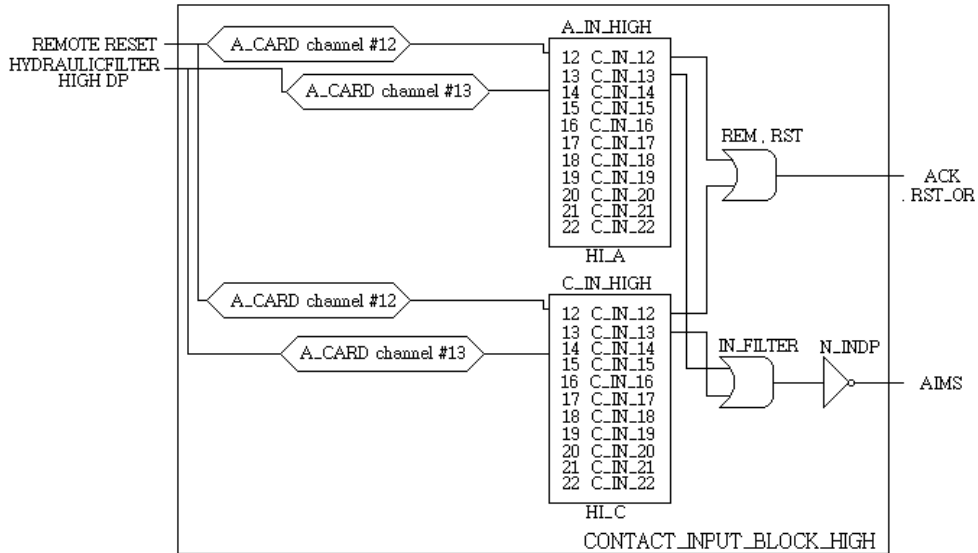 REMOTE RESET
HYDRAULICFILTER
HIGH DP
A_CARD channel #12
A_CARD channel #13
A_IN_HIGH
12 C_IN_12
13 C_IN_13
14 C_IN_14
15 C_IN_15
16 C_IN_16
17 C_IN_17
18 C_IN_18
19 C_IN_19
20 C_IN_20
21 C_IN_21
22 C_IN_22
HI_A
REM . RST
ACK
. RST_OR
A_CARD channel #12
A_CARD channel #13
C_IN_HIGH
12 C_IN_12
13 C_IN_13
14 C_IN_14
15 C_IN_15
16 C_IN_16
17 C_IN_17
18 C_IN_18
19 C_IN_19
20 C_IN_20
21 C_IN_21
22 C_IN_22
HI_C
IN_FILTER
N_INDP
AIMS
CONTACT_INPUT_BLOCK_HIGH